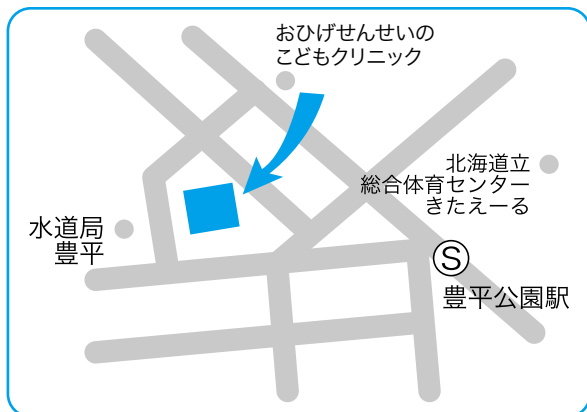 おひげせんせいの
こどもクリニック
北海道立
総合体育センター
きたえーる
水道局
豊平
Ⓢ
豊平公園駅